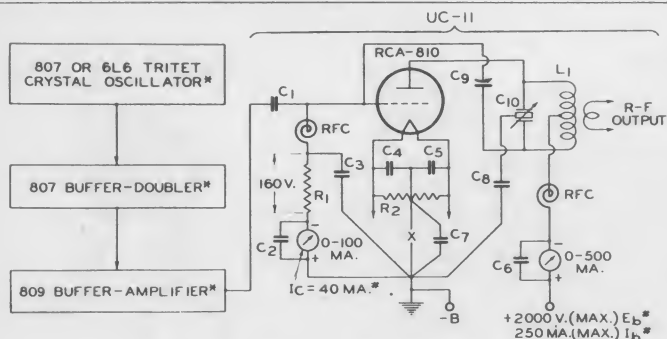 UC-11
807 OR 6L6 TRITET
CRYSTAL OSCILLATOR*
807 BUFFER-DOUBLER*
809 BUFFER-AMPLIFIER*
RCA-810
C1
RFC
160 V.
R1
C2
0-100
MA.
IC = 40 MA.*
C3
C4
C5
R2
X
C7
-B
C9
C10
C8
L1
R-F
OUTPUT
RFC
C6
0-500
MA.
+2000 V.(MAX.) Eb*
250 MA.(MAX.) Ib*